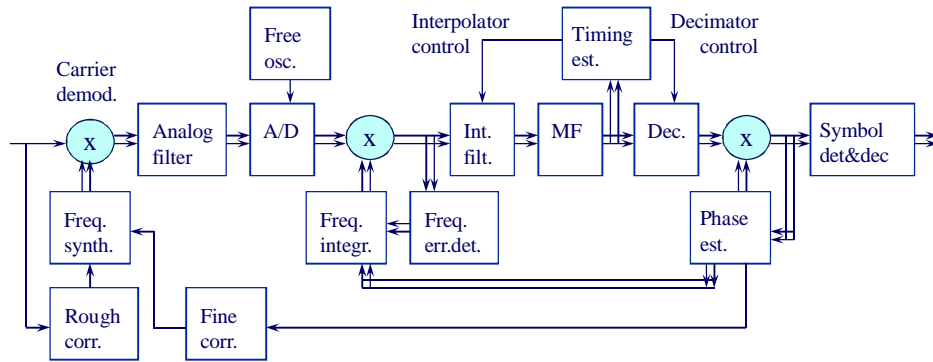 Interpolator
control
Decimator
control
Free
osc.
Timing
est.
Carrier
demod.
X
Analog
filter
A/D
X
Int.
filt.
MF
Dec.
X
Symbol
det&dec
Freq.
synth.
Freq.
integr.
Freq.
err.det.
Phase
est.
Rough
corr.
Fine
corr.